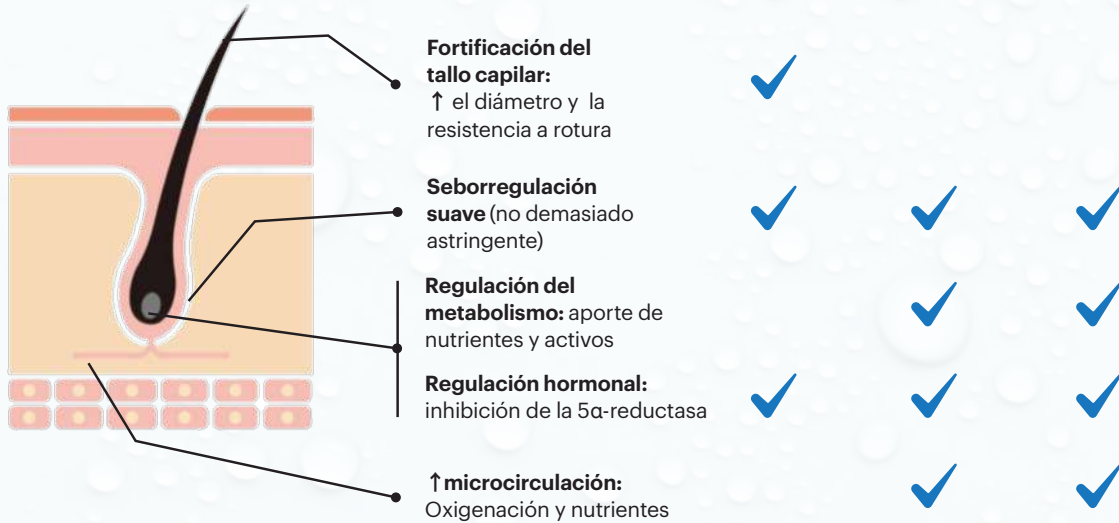 Fortificación del
tallo capilar:
↑ el diámetro y la
resistencia a rotura
Seborregulación
suave (no demasiado
astringente)
Regulación del
metabolismo: aporte de
nutrientes y activos
Regulación hormonal:
inhibición de la 5α-reductasa
↑microcirculación:
Oxigenación y nutrientes